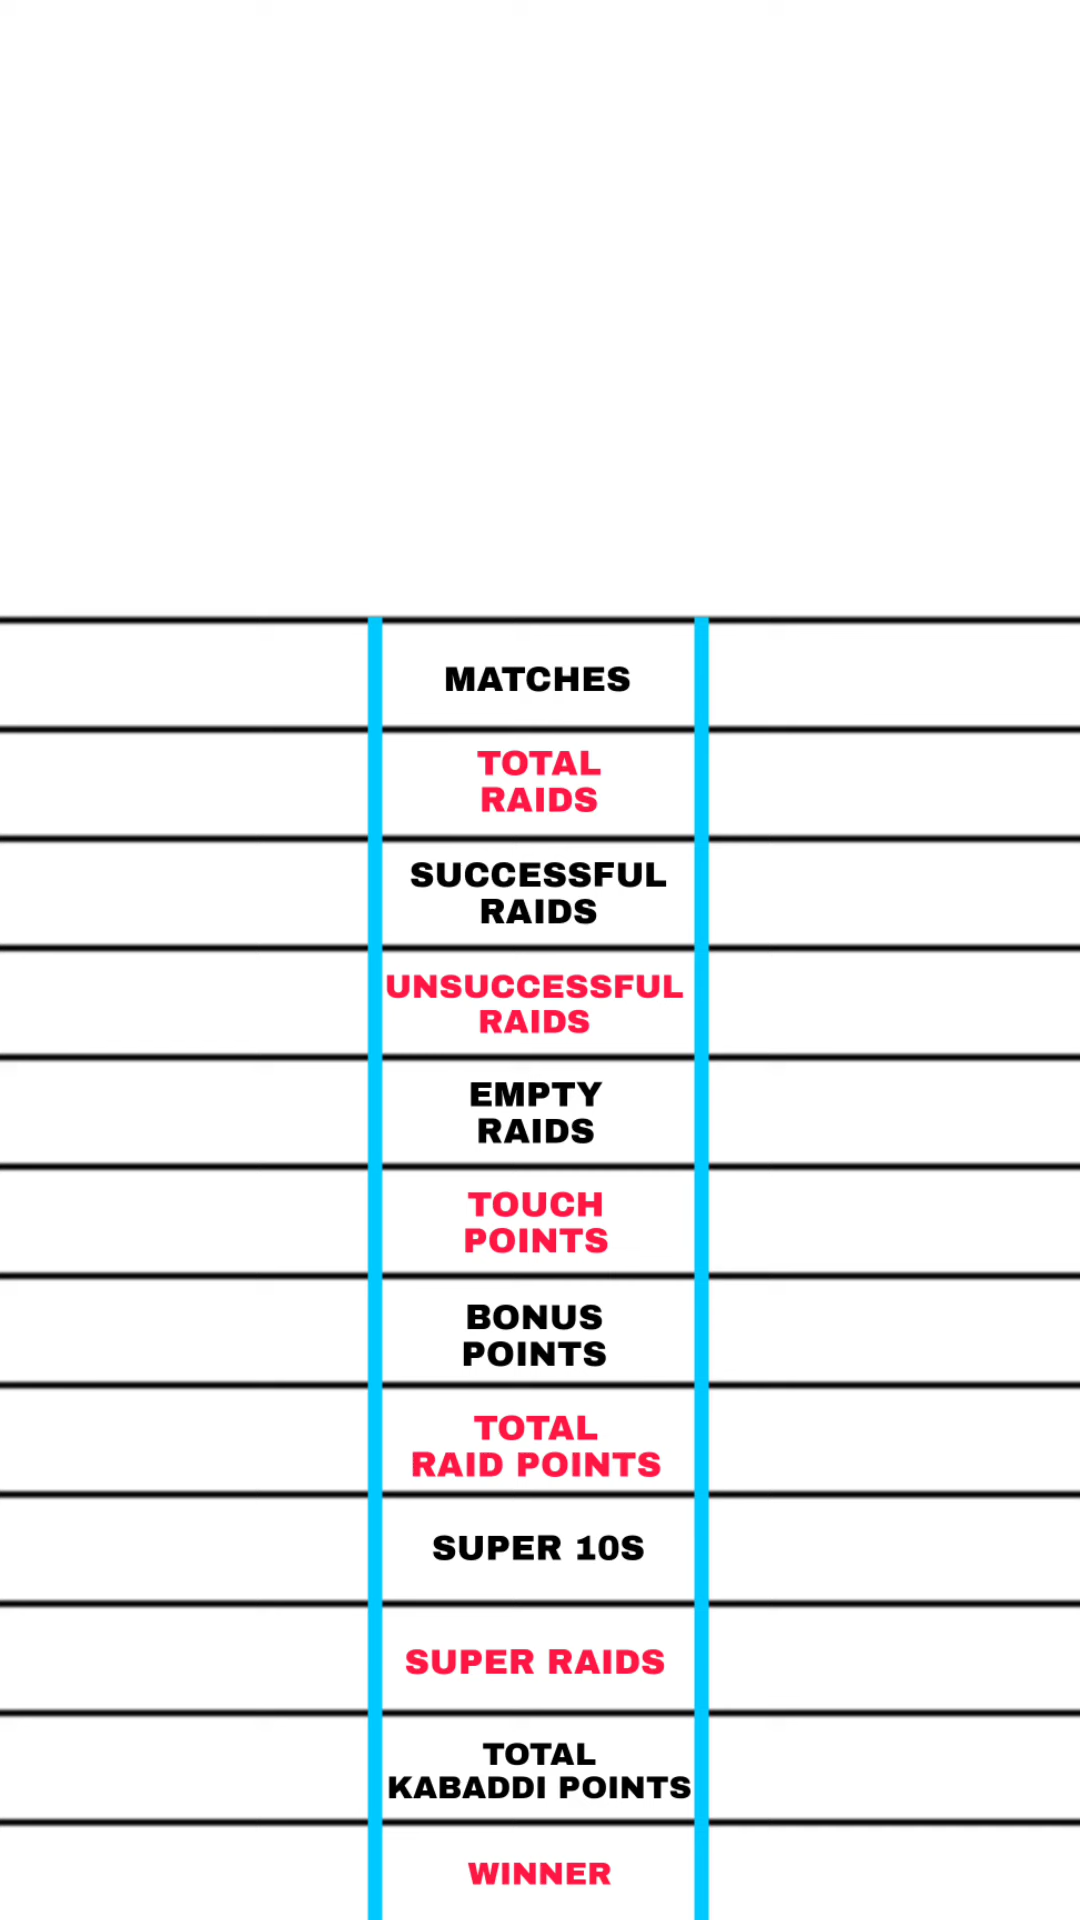 MATCHES
TOTAL
RAIDS
SUCCESSFUL
RAIDS
UNSUCCESSFUL
RAIDS
EMPTY
RAIDS
TOUCH
POINTS
BONUS
POINTS
TOTAL
RAID POINTS
SUPER 10S
SUPER RAIDS
TOTAL
KABADDI POINTS
WINNER